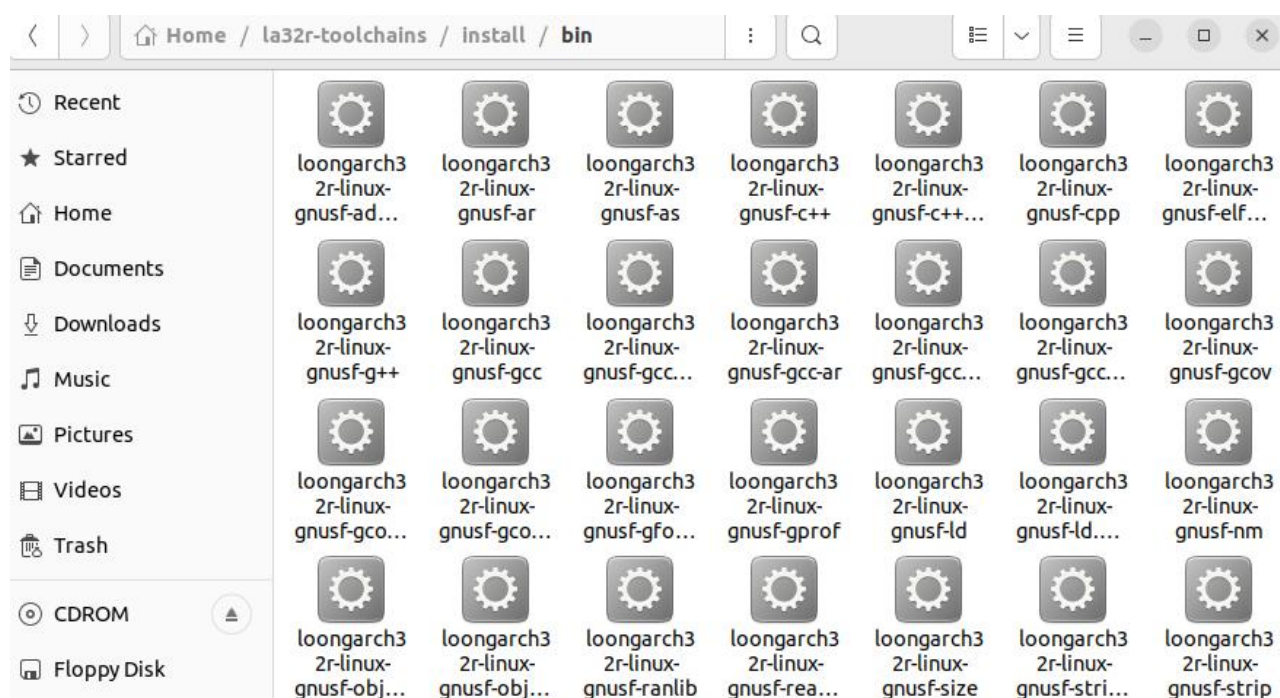 Home / la32r-toolchains / install / bin
Recent
Starred
Home
Documents
Downloads
Music
Pictures
Videos
Trash
CDROM
Floppy Disk
loongarch3 loongarch3 loongarch3 loongarch3 loongarch3 loongarch3 loongarch3
2r-linux- 2r-linux- 2r-linux- 2r-linux- 2r-linux- 2r-linux- 2r-linux-
gnusf-ad... gnusf-ar gnusf-as gnusf-c++ gnusf-c++... gnusf-cpp gnusf-elf...
loongarch3 loongarch3 loongarch3 loongarch3 loongarch3 loongarch3 loongarch3
2r-linux- 2r-linux- 2r-linux- 2r-linux- 2r-linux- 2r-linux- 2r-linux-
gnusf-g++ gnusf-gcc gnusf-gcc... gnusf-gcc-ar gnusf-gcc... gnusf-gcc... gnusf-gcov
loongarch3 loongarch3 loongarch3 loongarch3 loongarch3 loongarch3 loongarch3
2r-linux- 2r-linux- 2r-linux- 2r-linux- 2r-linux- 2r-linux- 2r-linux-
gnusf-gco... gnusf-gco... gnusf-gfo... gnusf-gprof gnusf-ld gnusf-ld.... gnusf-nm
loongarch3 loongarch3 loongarch3 loongarch3 loongarch3 loongarch3 loongarch3
2r-linux- 2r-linux- 2r-linux- 2r-linux- 2r-linux- 2r-linux- 2r-linux-
gnusf-obj... gnusf-obj... gnusf-ranlib gnusf-rea... gnusf-size gnusf-stri... gnusf-strip